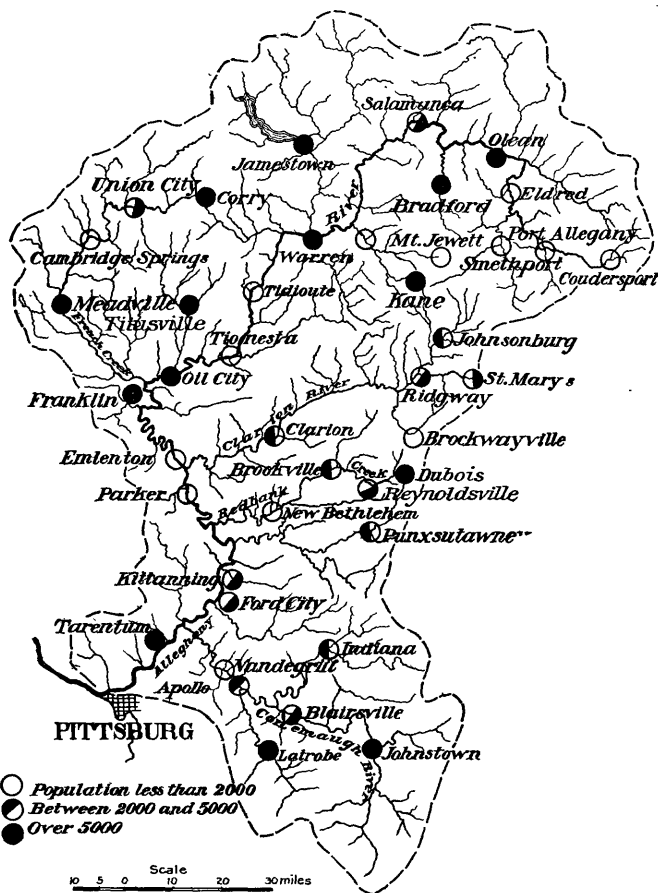 Salamanca
Olean
Jamestown
Union City
Corry
River
Bradford
Eldred
Cambridge Springs
Warren
Mt. Jewett
Port Allegany
Smethport
Coudersport
Meadville
Titusville
Tidioute
Kane
French Creek
Tionesta
Johnsonburg
Oil City
Franklin
Ridgway
St. Mary's
Clarion River
Clarion
Brockwayville
Emlenton
Brookville
Creek
Dubois
Parker
Redbank
Reynoldsville
New Bethlehem
Punxsutawney
Kittanning
Ford City
Tarentum
Allegheny
Indiana
Vandegrift
Apollo
Blairsville
PITTSBURG
Conemaugh River
Latrobe
Johnstown
Population less than 2000
Between 2000 and 5000
Over 5000
Scale
10 5 0 10 20 30 miles